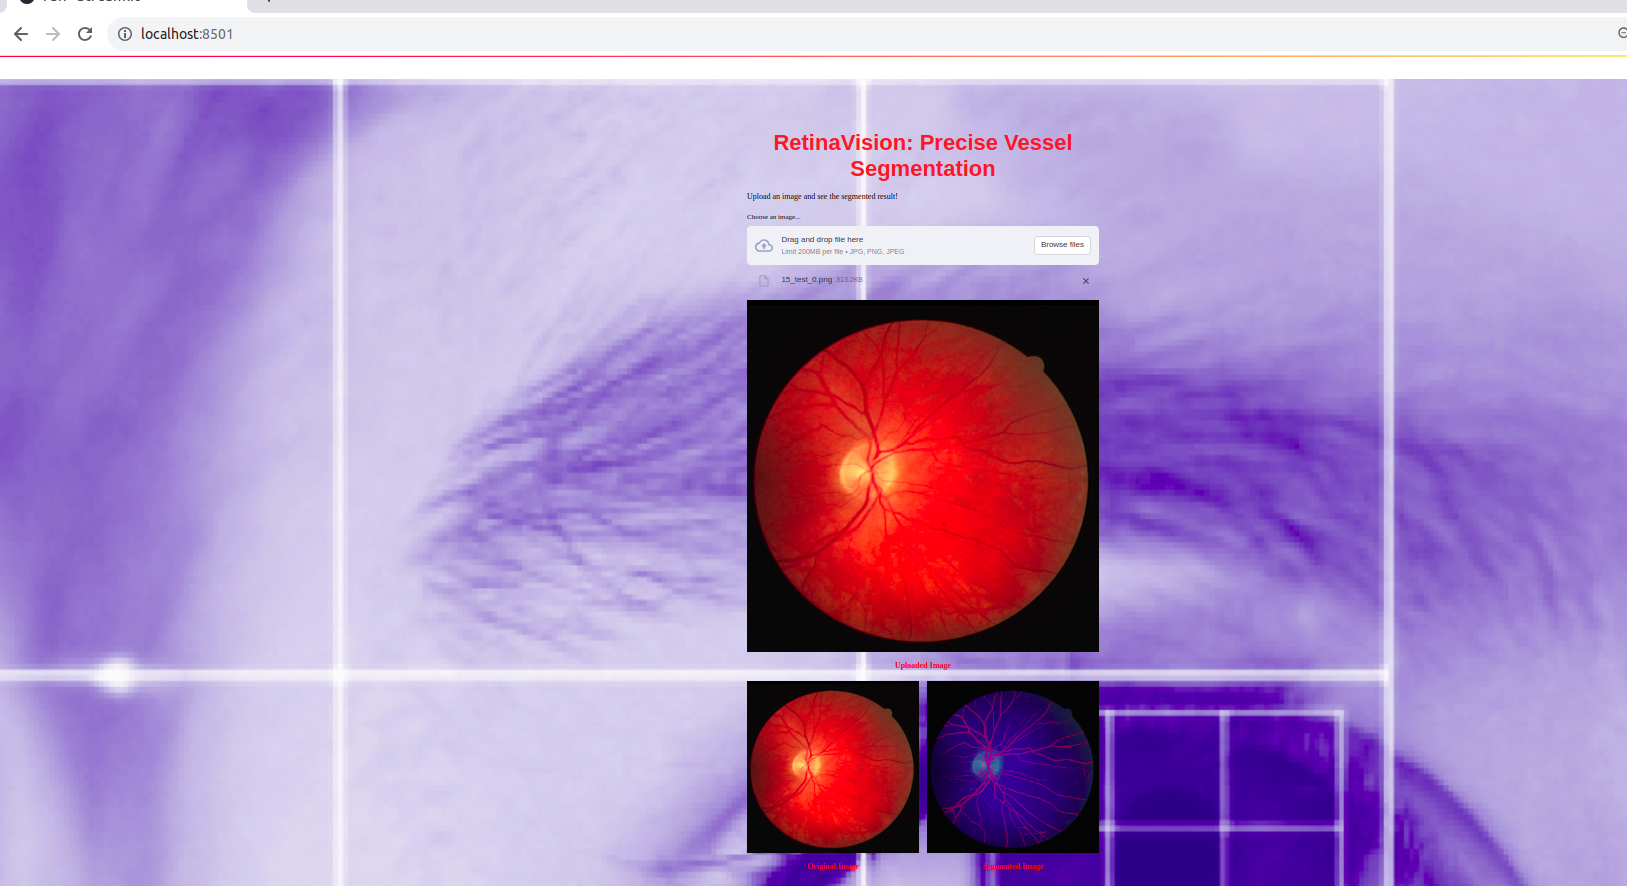 localhost:8501
RetinaVision: Precise Vessel
Segmentation
Upload an image and see the segmented result!
Choose an image...
Drag and drop file here
Limit 200MB per file • JPG, PNG, JPEG
Browse files
15_test_0.png 813.2KB
Uploaded Image
Original Image
Segmented Image